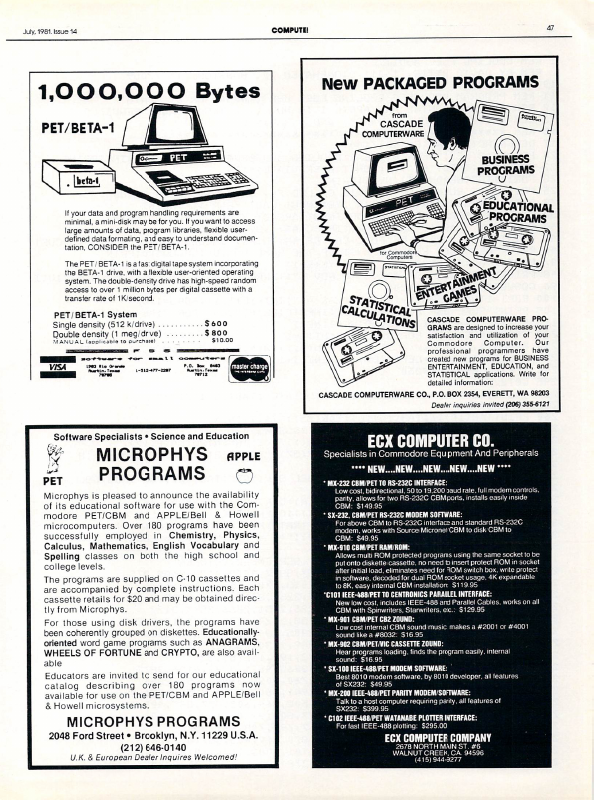 July, 1981. Issue 14
COMPUTE!
47
1,000,000 Bytes
PET/BETA-1
PET
beta-1
If your data and program handling requirements are
minimal, a mini-disk may be for you. If you want to access
large amounts of data, program libraries, flexible user-
defined data formating, and easy to understand documen-
tation, CONSIDER the PET/BETA-1.
The PET/BETA-1 is a fast digital tape system incorporating
the BETA-1 drive, with a flexible user-oriented operating
system. The double-density drive has high-speed random
access to over 1 million bytes per digital cassette with a
transfer rate of 1K/second.
PET/BETA-1 System
Single density (512 k/drive) ........... $600
Double density (1 meg/drive) ........ $800
MANUAL (applicable to purchase) $10.00
software for small computers
VISA
1903 Rio Grande
Austin, Texas
78705
1-512-477-2207
P.O. Box 8403
Austin, Texas
78712
master charge
New PACKAGED PROGRAMS
from
CASCADE
COMPUTERWARE
BUSINESS
PROGRAMS
PET
EDUCATIONAL
PROGRAMS
for Commodore
Computers
STATISTICAL
CALCULATIONS
ENTERTAINMENT
GAMES
CASCADE COMPUTERWARE PRO-
GRAMS are designed to increase your
satisfaction and utilization of your
Commodore Computer. Our
professional programmers have
created new programs for BUSINESS
ENTERTAINMENT, EDUCATION, and
STATISTICAL applications. Write for
detailed information:
CASCADE COMPUTERWARE CO., P.O. BOX 2354, EVERETT, WA 98203
Dealer inquiries invited (206) 355-6121
Software Specialists • Science and Education
MICROPHYS
PROGRAMS
PET
APPLE
Microphys is pleased to announce the availability
of its educational software for use with the Com-
modore PET/CBM and APPLE/Bell & Howell
microcomputers. Over 180 programs have been
successfully employed in Chemistry, Physics,
Calculus, Mathematics, English Vocabulary and
Spelling classes on both the high school and
college levels.
The programs are supplied on C-10 cassettes and
are accompanied by complete instructions. Each
cassette retails for $20 and may be obtained direc-
tly from Microphys.
For those using disk drivers, the programs have
been coherently grouped on diskettes. Educationally-
oriented word game programs such as ANAGRAMS,
WHEELS OF FORTUNE and CRYPTO, are also avail-
able
Educators are invited to send for our educational
catalog describing over 180 programs now
available for use on the PET/CBM and APPLE/Bell
& Howell microsystems.
MICROPHYS PROGRAMS
2048 Ford Street • Brooklyn, N.Y. 11229 U.S.A.
(212) 646-0140
U.K. & European Dealer Inquires Welcomed!
ECX COMPUTER CO.
Specialists in Commodore Equipment And Peripherals
**** NEW....NEW....NEW....NEW....NEW ****
* MX-232 CBM/PET TO RS-232C INTERFACE:
Low cost, bidirectional, 50 to 19,200 baud rate, full modem controls,
parity, allows for two RS-232C CBM ports, installs easily inside
CBM: $149.95
* SX-232, CBM/PET RS-232C MODEM SOFTWARE:
For above CBM to RS-232C interface and standard RS-232C
modem, works with Source Micronet CBM to disk CBM to
CBM: $49.95
* MX-910 CBM/PET RAM/ROM:
Allows multi ROM protected programs using the same socket to be
put onto diskette-cassette, no need to insert protect ROM in socket
after initial load, eliminates need for ROM switch box, write protect
in software, decoded for dual ROM socket usage, 4K expandable
to 8K, easy internal CBM installation: $119.95
* C101 IEEE-488/PET TO CENTRONICS PARALLEL INTERFACE:
New low cost, includes IEEE-488 and Parallel Cables, works on all
CBM with Spinwriters, Starwriters, etc.: $129.95
* MX-901 CBM/PET CB2 ZOUND:
Low cost internal CBM sound music makes a #2001 or #4001
sound like a #8032: $16.95
* MX-902 CBM/PET/VIC CASSETTE ZOUND:
Hear programs loading, finds the program easily, internal
sound: $16.95
* SX-100 IEEE-488/PET MODEM SOFTWARE:
Best 8010 modem software, by 8010 developer, all features
of SX232: $49.95
* MX-200 IEEE-488/PET PARITY MODEM/SOFTWARE:
Talk to a host computer requiring parity, all features of
SX232: $399.95
* C102 IEEE-488/PET WATANABE PLOTTER INTERFACE:
For fast IEEE-488 plotting: $295.00
ECX COMPUTER COMPANY
2678 NORTH MAIN ST. #6
WALNUT CREEK, CA. 94596
(415) 944-9277